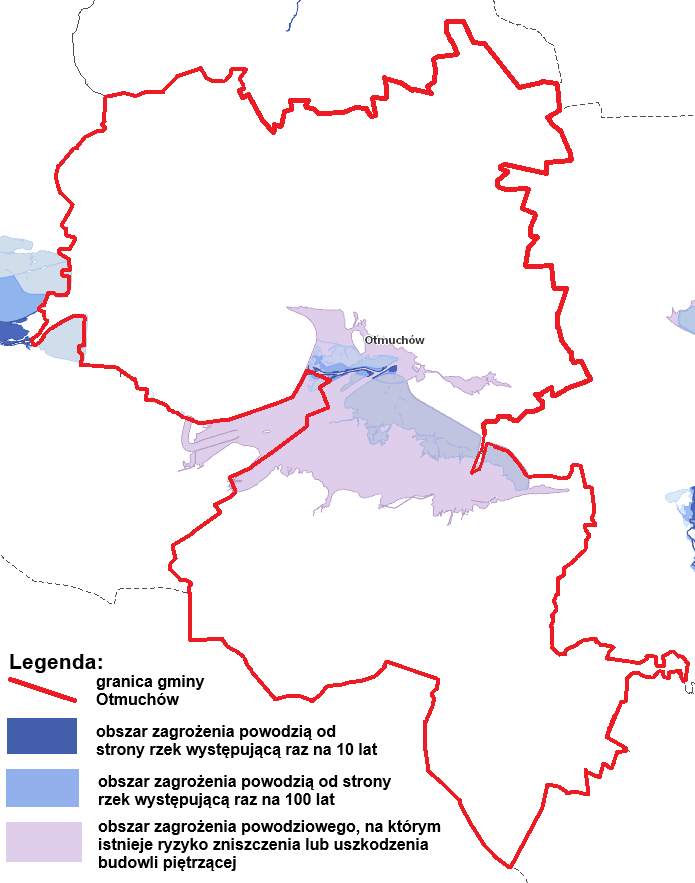 Otmuchów
Legenda:
granica gminy
Otmuchów
obszar zagrożenia powodzią od
strony rzek występującą raz na 10 lat
obszar zagrożenia powodzią od strony
rzek występującą raz na 100 lat
obszar zagrożenia powodziowego, na którym
istnieje ryzyko zniszczenia lub uszkodzenia
budowli piętrzącej